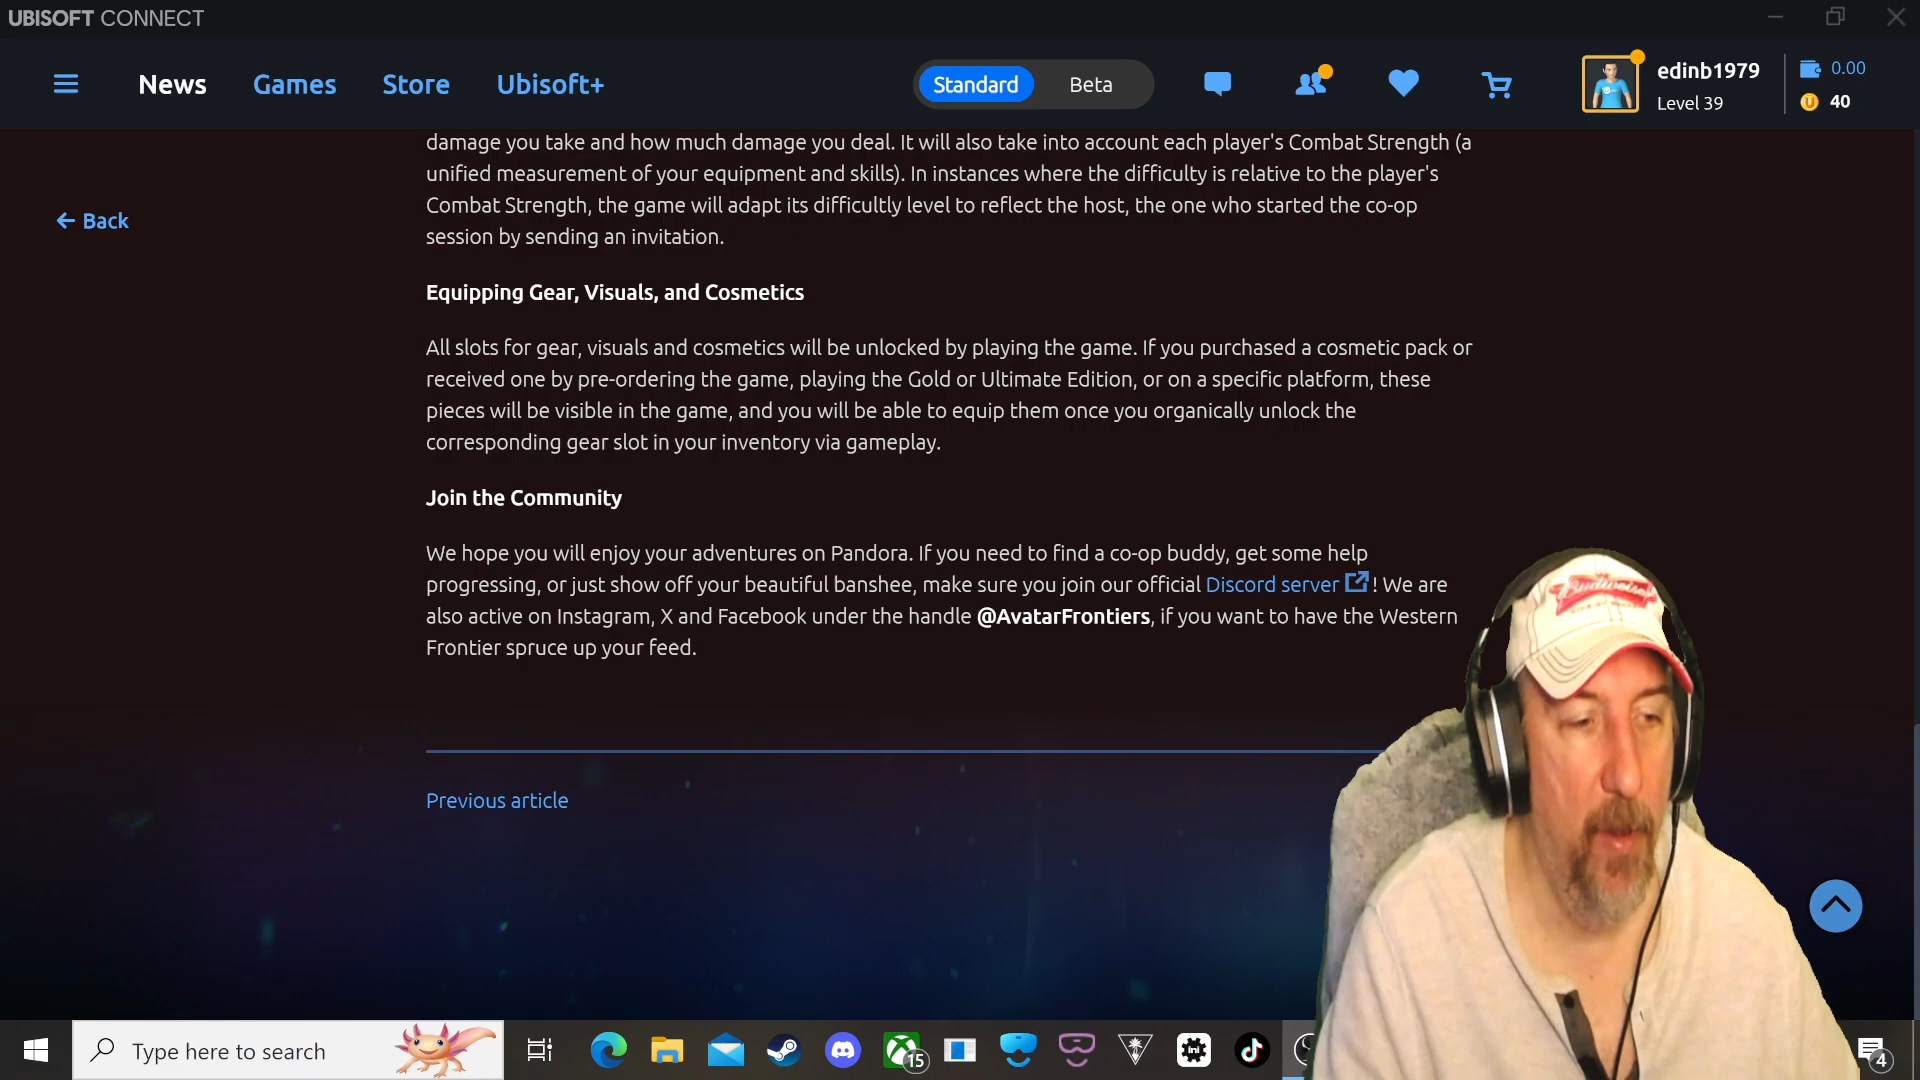 UBISOFT CONNECT
News Games Store Ubisoft+ Standard Beta
edinb1979
Level 39
0.00
40
Back
damage you take and how much damage you deal. It will also take into account each player's Combat Strength (a
unified measurement of your equipment and skills). In instances where the difficulty is relative to the player's
Combat Strength, the game will adapt its difficultly level to reflect the host, the one who started the co-op
session by sending an invitation.
Equipping Gear, Visuals, and Cosmetics
All slots for gear, visuals and cosmetics will be unlocked by playing the game. If you purchased a cosmetic pack or
received one by pre-ordering the game, playing the Gold or Ultimate Edition, or on a specific platform, these
pieces will be visible in the game, and you will be able to equip them once you organically unlock the
corresponding gear slot in your inventory via gameplay.
Join the Community
We hope you will enjoy your adventures on Pandora. If you need to find a co-op buddy, get some help
progressing, or just show off your beautiful banshee, make sure you join our official Discord server! We are
also active on Instagram, X and Facebook under the handle @AvatarFrontiers, if you want to have the Western
Frontier spruce up your feed.
Budweiser
Previous article
Type here to search
15
4